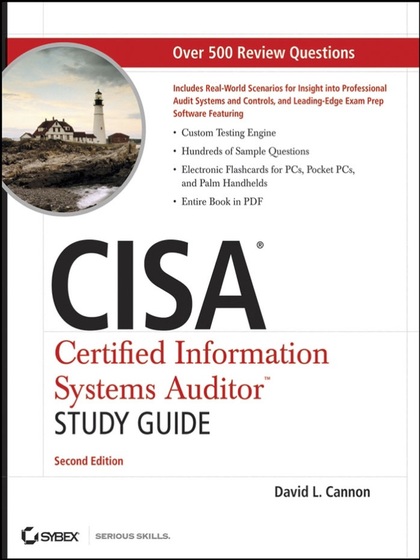 Over 500 Review Questions
Includes Real-World Scenarios for Insight into Professional
Audit Systems and Controls, and Leading-Edge Exam Prep
Software Featuring
• Custom Testing Engine
• Hundreds of Sample Questions
• Electronic Flashcards for PCs, Pocket PCs,
and Palm Handhelds
• Entire Book in PDF
CISA®
Certified Information
Systems Auditor™
STUDY GUIDE
Second Edition
David L. Cannon
SYBEX
SERIOUS SKILLS.